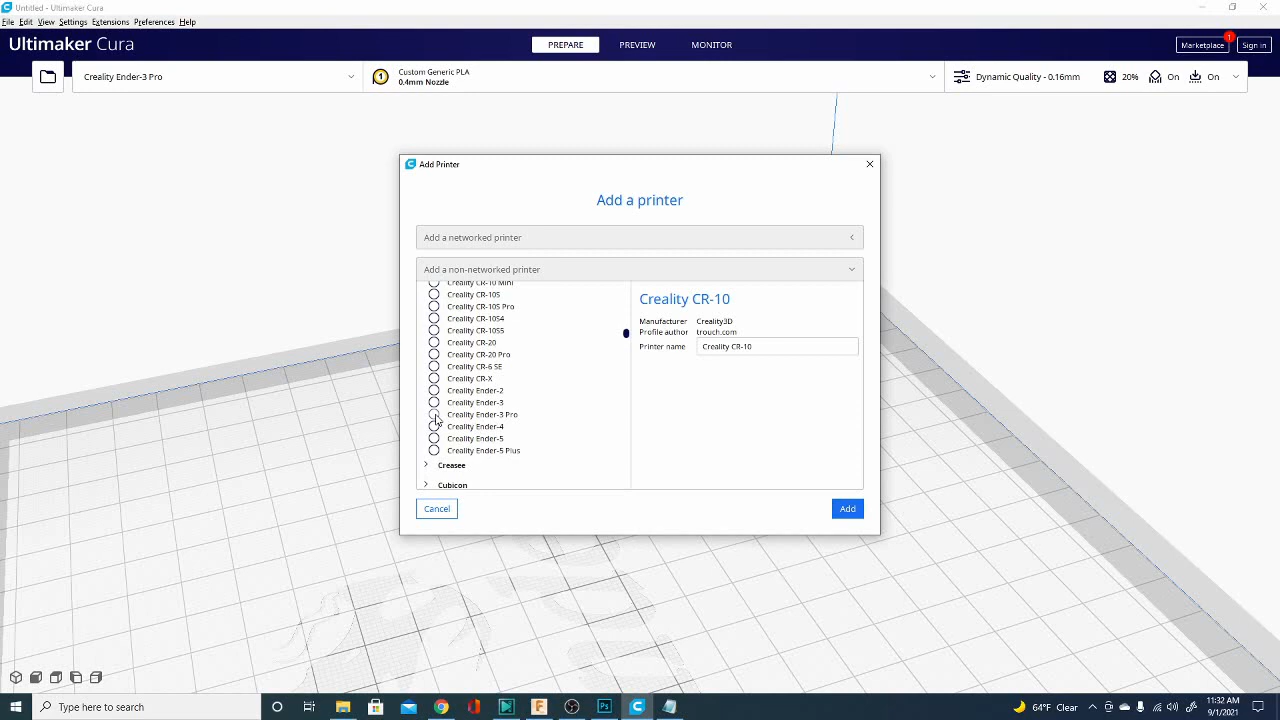 Untitled - Ultimaker Cura
File Edit View Settings Extensions Preferences Help
Ultimaker Cura
PREPARE
PREVIEW
MONITOR
Marketplace
1
Sign in
Creality Ender-3 Pro
1
Custom Generic PLA
0.4mm Nozzle
Dynamic Quality - 0.16mm
20%
On
On
Add Printer
Add a printer
Add a networked printer
Add a non-networked printer
Creality CR-10 Mini
Creality CR-10S
Creality CR-10S Pro
Creality CR-10S4
Creality CR-10S5
Creality CR-20
Creality CR-20 Pro
Creality CR-6 SE
Creality CR-X
Creality Ender-2
Creality Ender-3
Creality Ender-3 Pro
Creality Ender-4
Creality Ender-5
Creality Ender-5 Plus
Creasee
Cubicon
Creality CR-10
Manufacturer Creality3D
Profile author trouch.com
Printer name Creality CR-10
Cancel
Add
Type here to search
Ps
64°F Clear
11:32 AM
9/1/2021